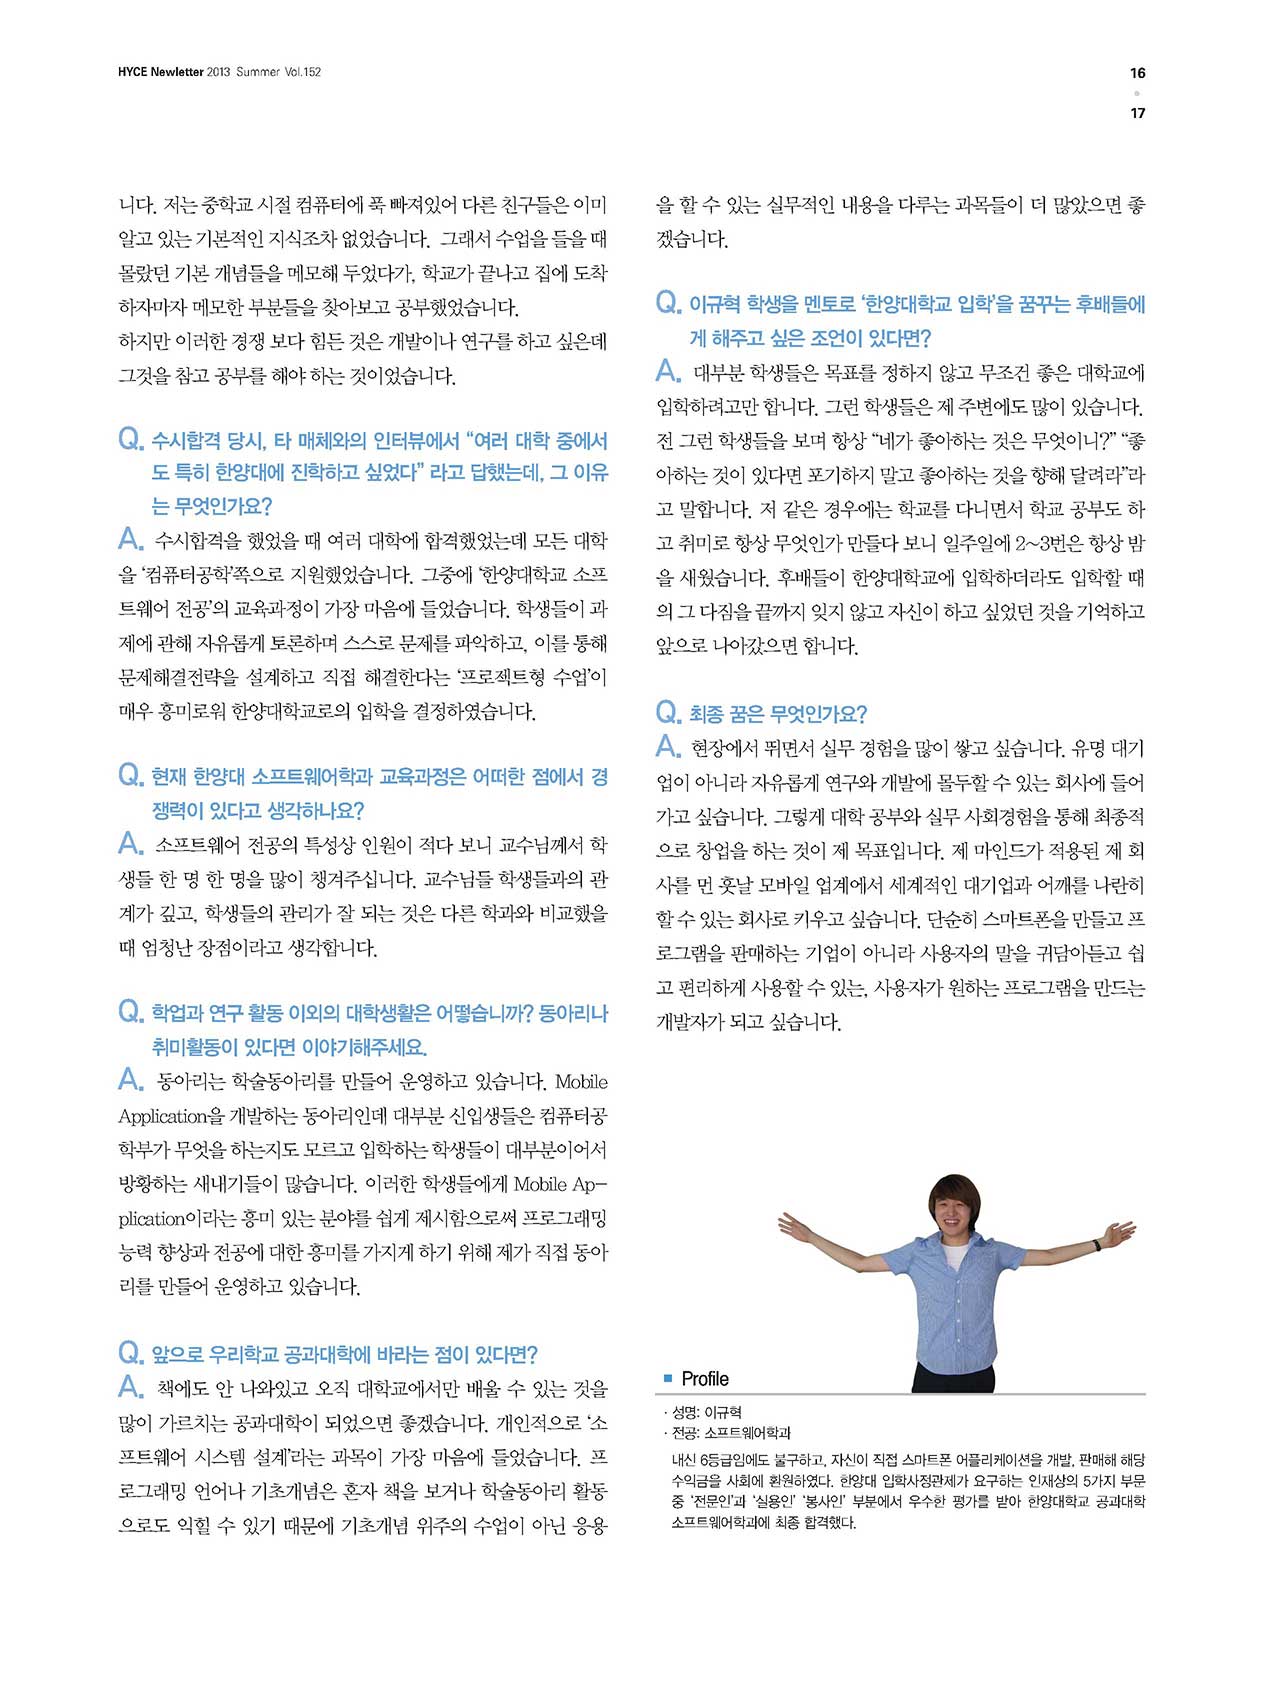 HYCE Newletter 2013 Summer Vol.152
16
17
니다. 저는 중학교 시절 컴퓨터에 푹 빠져있어 다른 친구들은 이미
알고 있는 기본적인 지식조차 없었습니다. 그래서 수업을 들을 때
몰랐던 기본 개념들을 메모해 두었다가, 학교가 끝나고 집에 도착
하자마자 메모한 부분들을 찾아보고 공부했었습니다.
하지만 이러한 경쟁 보다 힘든 것은 개발이나 연구를 하고 싶은데
그것을 참고 공부를 해야 하는 것이었습니다.
Q. 수시합격 당시, 타 매체와의 인터뷰에서 “여러 대학 중에서
도 특히 한양대에 진학하고 싶었다” 라고 답했는데, 그 이유
는 무엇인가요?
A. 수시합격을 했었을 때 여러 대학에 합격했었는데 모든 대학
을 ‘컴퓨터공학’쪽으로 지원했었습니다. 그중에 ‘한양대학교 소프
트웨어 전공’의 교육과정이 가장 마음에 들었습니다. 학생들이 과
제에 관해 자유롭게 토론하며 스스로 문제를 파악하고, 이를 통해
문제해결전략을 설계하고 직접 해결한다는 ‘프로젝트형 수업’이
매우 흥미로워 한양대학교로의 입학을 결정하였습니다.
Q. 현재 한양대 소프트웨어학과 교육과정은 어떠한 점에서 경
쟁력이 있다고 생각하나요?
A. 소프트웨어 전공의 특성상 인원이 적다 보니 교수님께서 학
생들 한 명 한 명을 많이 챙겨주십니다. 교수님들 학생들과의 관
계가 깊고, 학생들의 관리가 잘 되는 것은 다른 학과와 비교했을
때 엄청난 장점이라고 생각합니다.
Q. 학업과 연구 활동 이외의 대학생활은 어떻습니까? 동아리나
취미활동이 있다면 이야기해주세요.
A. 동아리는 학술동아리를 만들어 운영하고 있습니다. Mobile
Application을 개발하는 동아리인데 대부분 신입생들은 컴퓨터공
학부가 무엇을 하는지도 모르고 입학하는 학생들이 대부분이어서
방황하는 새내기들이 많습니다. 이러한 학생들에게 Mobile Ap-
plication이라는 흥미 있는 분야를 쉽게 제시함으로써 프로그래밍
능력 향상과 전공에 대한 흥미를 가지게 하기 위해 제가 직접 동아
리를 만들어 운영하고 있습니다.
Q. 앞으로 우리학교 공과대학에 바라는 점이 있다면?
A. 책에도 안 나와있고 오직 대학교에서만 배울 수 있는 것을
많이 가르치는 공과대학이 되었으면 좋겠습니다. 개인적으로 ‘소
프트웨어 시스템 설계’라는 과목이 가장 마음에 들었습니다. 프
로그래밍 언어나 기초개념은 혼자 책을 보거나 학술동아리 활동
으로도 익힐 수 있기 때문에 기초개념 위주의 수업이 아닌 응용
을 할 수 있는 실무적인 내용을 다루는 과목들이 더 많았으면 좋
겠습니다.
Q. 이규혁 학생을 멘토로 ‘한양대학교 입학’을 꿈꾸는 후배들에
게 해주고 싶은 조언이 있다면?
A. 대부분 학생들은 목표를 정하지 않고 무조건 좋은 대학교에
입학하려고만 합니다. 그런 학생들은 제 주변에도 많이 있습니다.
전 그런 학생들을 보며 항상 “네가 좋아하는 것은 무엇이니?” “좋
아하는 것이 있다면 포기하지 말고 좋아하는 것을 향해 달려라”라
고 말합니다. 저 같은 경우에는 학교를 다니면서 학교 공부도 하
고 취미로 항상 무엇인가 만들다 보니 일주일에 2~3번은 항상 밤
을 새웠습니다. 후배들이 한양대학교에 입학하더라도 입학할 때
의 그 다짐을 끝까지 잊지 않고 자신이 하고 싶었던 것을 기억하고
앞으로 나아갔으면 합니다.
Q. 최종 꿈은 무엇인가요?
A. 현장에서 뛰면서 실무 경험을 많이 쌓고 싶습니다. 유명 대기
업이 아니라 자유롭게 연구와 개발에 몰두할 수 있는 회사에 들어
가고 싶습니다. 그렇게 대학 공부와 실무 사회경험을 통해 최종적
으로 창업을 하는 것이 제 목표입니다. 제 마인드가 적용된 제 회
사를 먼 훗날 모바일 업계에서 세계적인 대기업과 어깨를 나란히
할 수 있는 회사로 키우고 싶습니다. 단순히 스마트폰을 만들고 프
로그램을 판매하는 기업이 아니라 사용자의 말을 귀담아듣고 쉽
고 편리하게 사용할 수 있는, 사용자가 원하는 프로그램을 만드는
개발자가 되고 싶습니다.
Profile
· 성명: 이규혁
· 전공: 소프트웨어학과
내신 6등급임에도 불구하고, 자신이 직접 스마트폰 어플리케이션을 개발, 판매해 해당
수익금을 사회에 환원하였다. 한양대 입학사정관제가 요구하는 인재상의 5가지 부문
중 ‘전문인’과 ‘실용인’ ‘봉사인’ 부분에서 우수한 평가를 받아 한양대학교 공과대학
소프트웨어학과에 최종 합격했다.